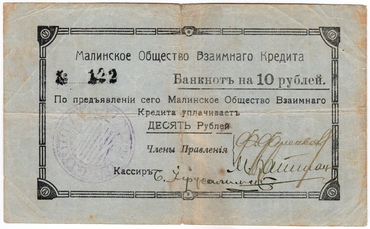 Малинское Общество Взаимнаго Кредита
№ 122
Банкнотъ на 10 рублей.
По предъявленіи сего Малинское Общество Взаимнаго
Кредита уплачиваетъ
ДЕСЯТЬ Рублей
Члены Правленія
Кассиръ